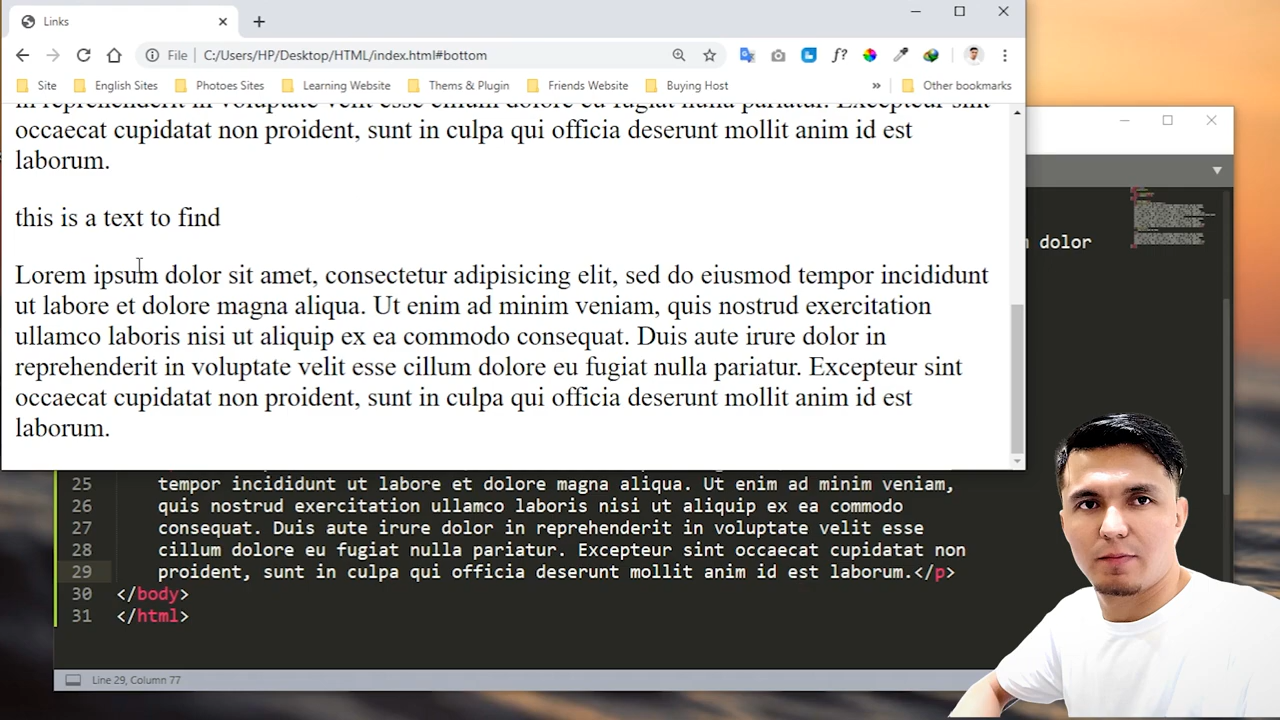 Links
File C:/Users/HP/Desktop/HTML/index.html#bottom
Site English Sites Photoes Sites Learning Website Thems & Plugin Friends Website Buying Host » Other bookmarks
occaecat cupidatat non proident, sunt in culpa qui officia deserunt mollit anim id est
laborum.
this is a text to find
Lorem ipsum dolor sit amet, consectetur adipisicing elit, sed do eiusmod tempor incididunt
ut labore et dolore magna aliqua. Ut enim ad minim veniam, quis nostrud exercitation
ullamco laboris nisi ut aliquip ex ea commodo consequat. Duis aute irure dolor in
reprehenderit in voluptate velit esse cillum dolore eu fugiat nulla pariatur. Excepteur sint
occaecat cupidatat non proident, sunt in culpa qui officia deserunt mollit anim id est
laborum.
dolor
25 tempor incididunt ut labore et dolore magna aliqua. Ut enim ad minim veniam,
26 quis nostrud exercitation ullamco laboris nisi ut aliquip ex ea commodo
27 consequat. Duis aute irure dolor in reprehenderit in voluptate velit esse
28 cillum dolore eu fugiat nulla pariatur. Excepteur sint occaecat cupidatat non
29 proident, sunt in culpa qui officia deserunt mollit anim id est laborum.</p>
30 </body>
31 </html>
Line 29, Column 77